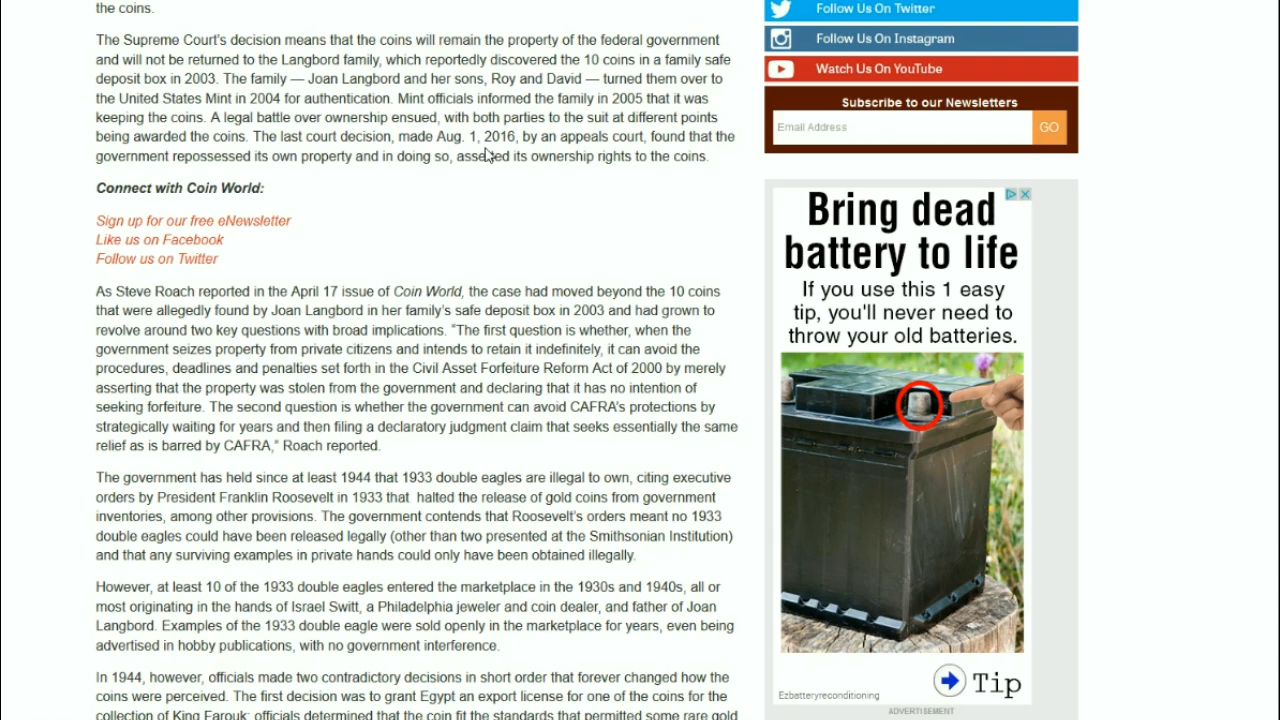 the coins.
The Supreme Court's decision means that the coins will remain the property of the federal government
and will not be returned to the Langbord family, which reportedly discovered the 10 coins in a family safe
deposit box in 2003. The family — Joan Langbord and her sons, Roy and David — turned them over to
the United States Mint in 2004 for authentication. Mint officials informed the family in 2005 that it was
keeping the coins. A legal battle over ownership ensued, with both parties to the suit at different points
being awarded the coins. The last court decision, made Aug. 1, 2016, by an appeals court, found that the
government repossessed its own property and in doing so, asserted its ownership rights to the coins.
Connect with Coin World:
Sign up for our free eNewsletter
Like us on Facebook
Follow us on Twitter
As Steve Roach reported in the April 17 issue of Coin World, the case had moved beyond the 10 coins
that were allegedly found by Joan Langbord in her family's safe deposit box in 2003 and had grown to
revolve around two key questions with broad implications. “The first question is whether, when the
government seizes property from private citizens and intends to retain it indefinitely, it can avoid the
procedures, deadlines and penalties set forth in the Civil Asset Forfeiture Reform Act of 2000 by merely
asserting that the property was stolen from the government and declaring that it has no intention of
seeking forfeiture. The second question is whether the government can avoid CAFRA's protections by
strategically waiting for years and then filing a declaratory judgment claim that seeks essentially the same
relief as is barred by CAFRA,” Roach reported.
The government has held since at least 1944 that 1933 double eagles are illegal to own, citing executive
orders by President Franklin Roosevelt in 1933 that halted the release of gold coins from government
inventories, among other provisions. The government contends that Roosevelt's orders meant no 1933
double eagles could have been released legally (other than two presented at the Smithsonian Institution)
and that any surviving examples in private hands could only have been obtained illegally.
However, at least 10 of the 1933 double eagles entered the marketplace in the 1930s and 1940s, all or
most originating in the hands of Israel Switt, a Philadelphia jeweler and coin dealer, and father of Joan
Langbord. Examples of the 1933 double eagle were sold openly in the marketplace for years, even being
advertised in hobby publications, with no government interference.
In 1944, however, officials made two contradictory decisions in short order that forever changed how the
coins were perceived. The first decision was to grant Egypt an export license for one of the coins for the
collection of King Farouk; officials determined that the coin fit the standards that permitted some rare gold
Follow Us On Twitter
Follow Us On Instagram
Watch Us On YouTube
Subscribe to our Newsletters
Email Address
GO
Bring dead
battery to life
If you use this 1 easy
tip, you'll never need to
throw your old batteries.
Tip
Ezbatteryreconditioning
ADVERTISEMENT